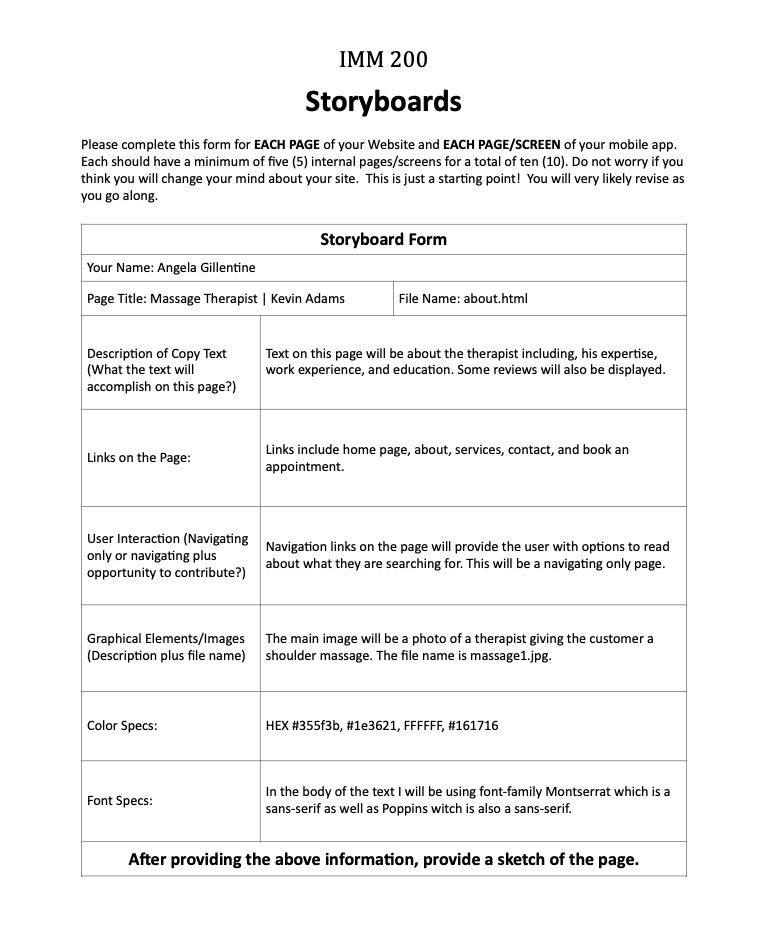 IMM 200
Storyboards
Please complete this form for EACH PAGE of your Website and EACH PAGE/SCREEN of your mobile app.
Each should have a minimum of five (5) internal pages/screens for a total of ten (10). Do not worry if you
think you will change your mind about your site.  This is just a starting point!  You will very likely revise as
you go along.
Storyboard Form
Your Name: Angela Gillentine
Page Title: Massage Therapist | Kevin Adams
File Name: about.html
Description of Copy Text
(What the text will
accomplish on this page?)
Text on this page will be about the therapist including, his expertise,
work experience, and education. Some reviews will also be displayed.
Links on the Page:
Links include home page, about, services, contact, and book an
appointment.
User Interaction (Navigating
only or navigating plus
opportunity to contribute?)
Navigation links on the page will provide the user with options to read
about what they are searching for. This will be a navigating only page.
Graphical Elements/Images
(Description plus file name)
The main image will be a photo of a therapist giving the customer a
shoulder massage. The file name is massage1.jpg.
Color Specs:
HEX #355f3b, #1e3621, FFFFFF, #161716
Font Specs:
In the body of the text I will be using font-family Montserrat which is a
sans-serif as well as Poppins witch is also a sans-serif.
After providing the above information, provide a sketch of the page.